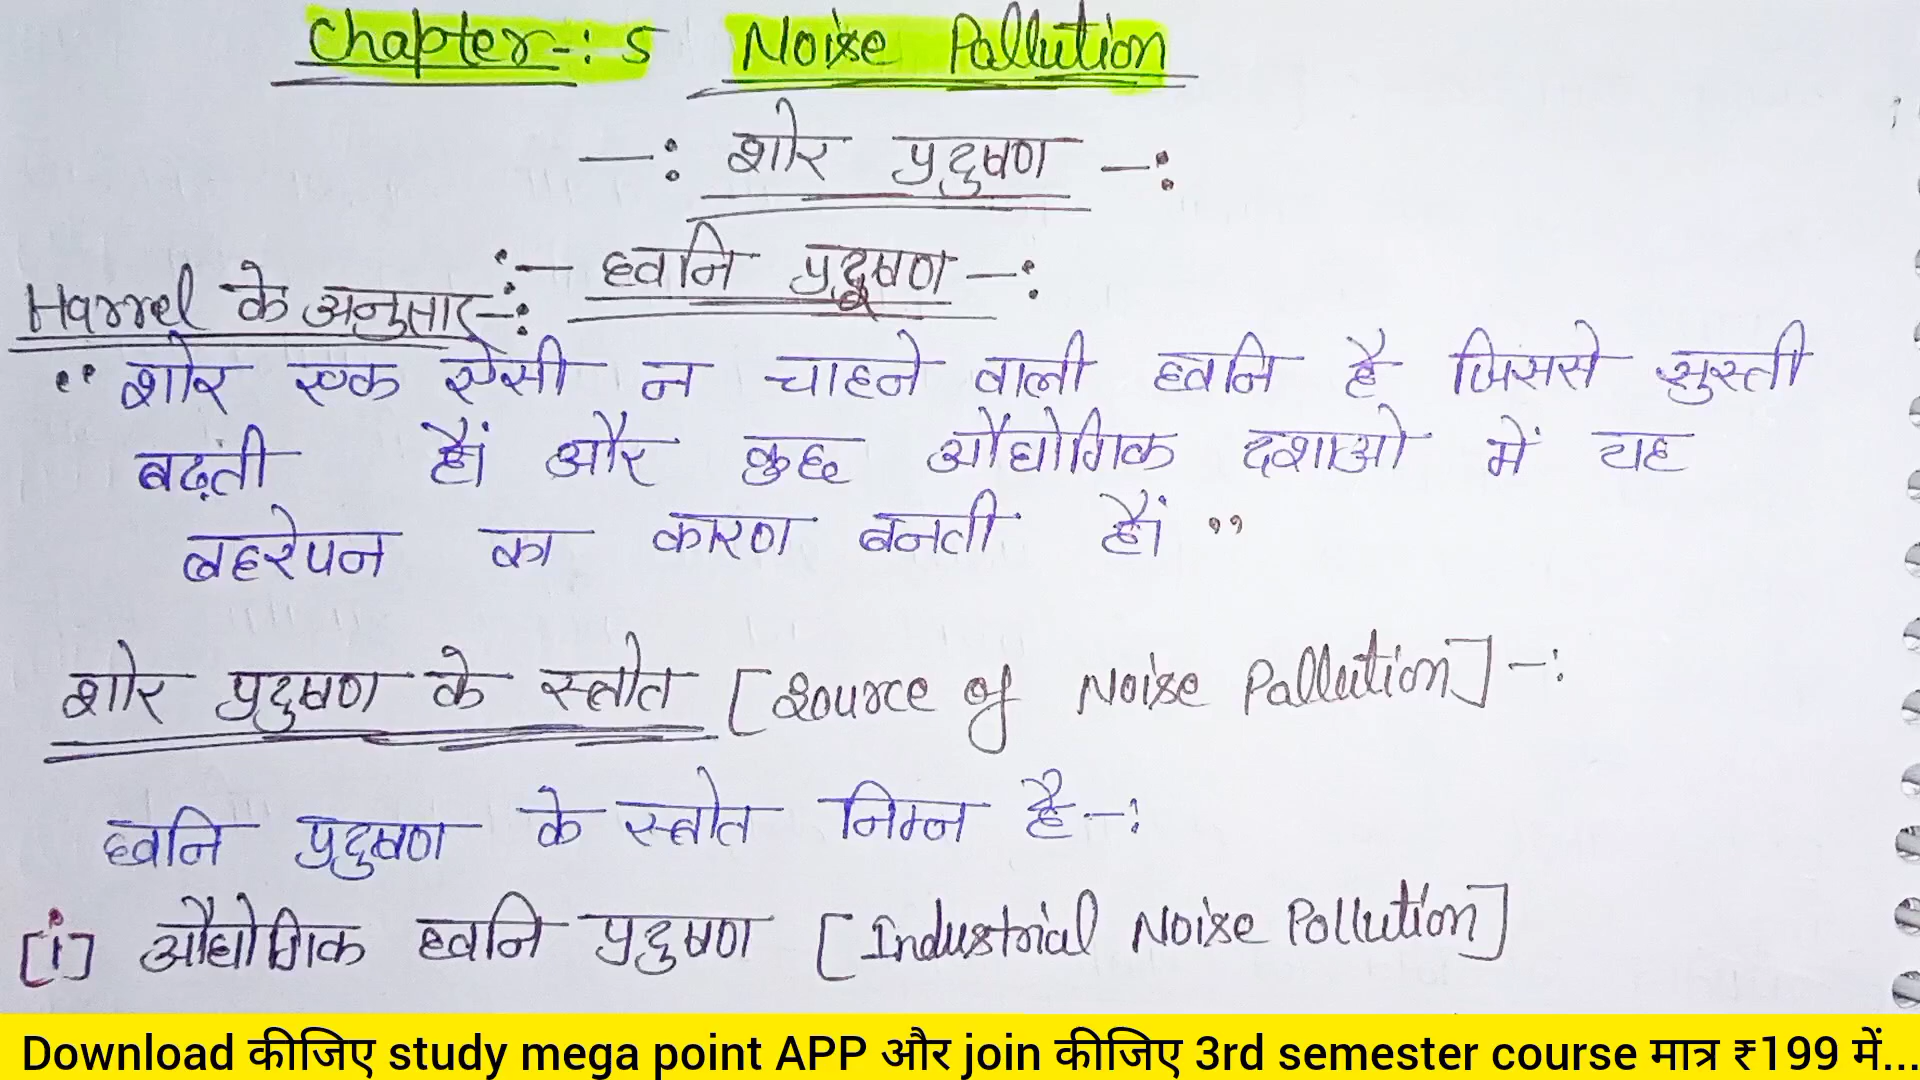 Chapter-: 5 Noise Pallution
-: शोर प्रदुषण -:
:- ध्वनि प्रदूषण -:
Harrel के अनुसार-:
" शोर एक ऐसी न चाहने वाली ध्वनि है जिससे सुस्ती
बढ़ती हैं और कुछ औद्योगिक दशाओ में यह
बहरेपन का कारण बनती हैं "
शोर प्रदुषण के स्त्रोत [Source of Noise Pallution] -:
ध्वनि प्रदुषण के स्त्रोत निम्न है-:
[i] औद्योगिक ध्वनि प्रदुषण [Industrial Noise Pollution]
Download कीजिए study mega point APP और join कीजिए 3rd semester course मात्र ₹199 में...